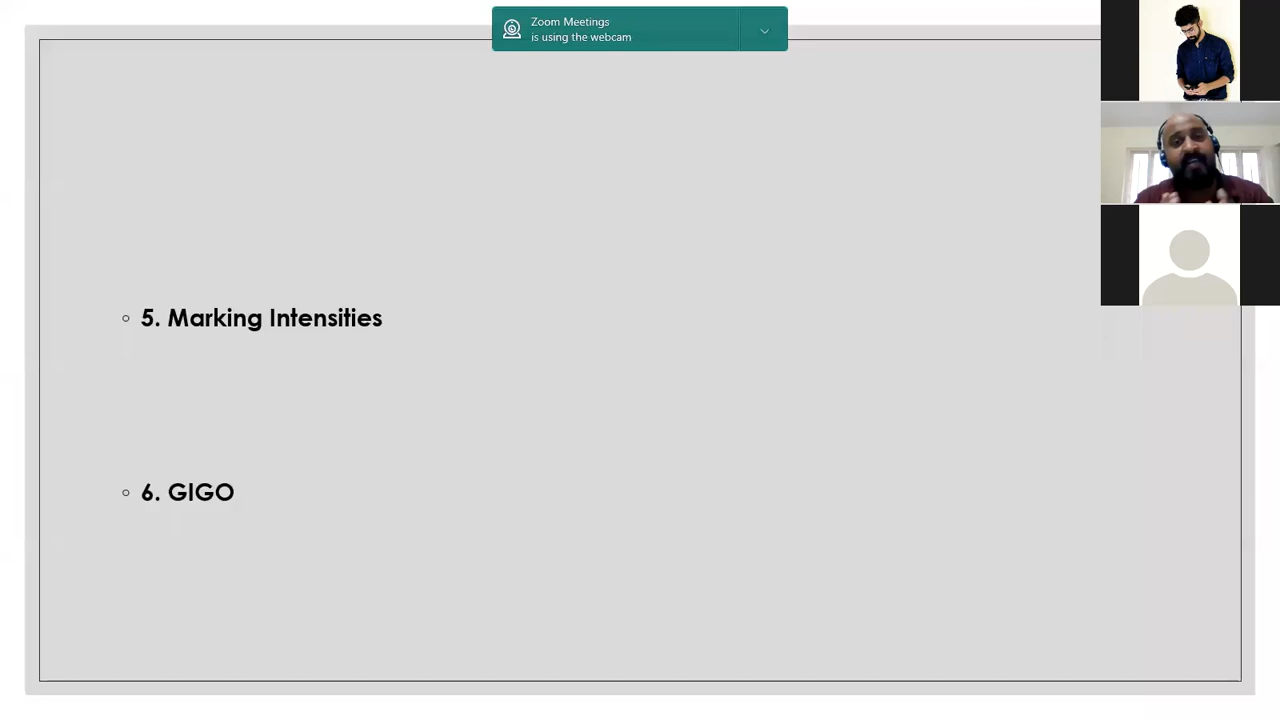 Zoom Meetings
is using the webcam
5. Marking Intensities
6. GIGO